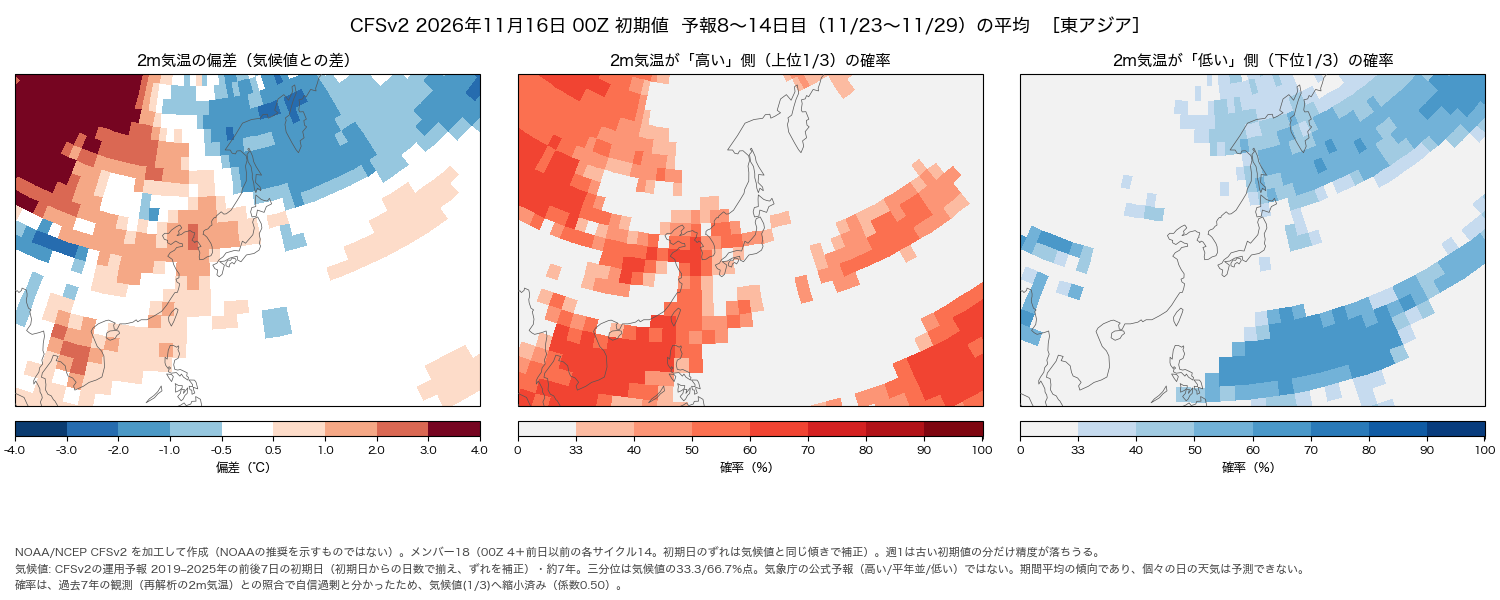 CFSv2 2026年11月16日 00Z 初期値 予報8〜14日目（11/23〜11/29）の平均 ［東アジア］
2m気温の偏差（気候値との差）
2m気温が「高い」側（上位1/3）の確率
2m気温が「低い」側（下位1/3）の確率
-4.0 -3.0 -2.0 -1.0 -0.5 0.5 1.0 2.0 3.0 4.0
0 33 40 50 60 70 80 90 100
0 33 40 50 60 70 80 90 100
偏差（℃）
確率（%）
確率（%）
NOAA/NCEP CFSv2 を加工して作成（NOAAの推奨を示すものではない）。メンバー18（00Z 4＋前日以前の各サイクル14。初期日のずれは気候値と同じ傾きで補正）。週1は古い初期値の分だけ精度が落ちうる。
気候値: CFSv2の運用予報 2019–2025年の前後7日の初期日（初期日からの日数で揃え、ずれを補正）・約7年。三分位は気候値の33.3/66.7%点。気象庁の公式予報（高い/平年並/低い）ではない。期間平均の傾向であり、個々の日の天気は予測できない。
確率は、過去7年の観測（再解析の2m気温）との照合で自信過剰と分かったため、気候値(1/3)へ縮小済み（係数0.50）。